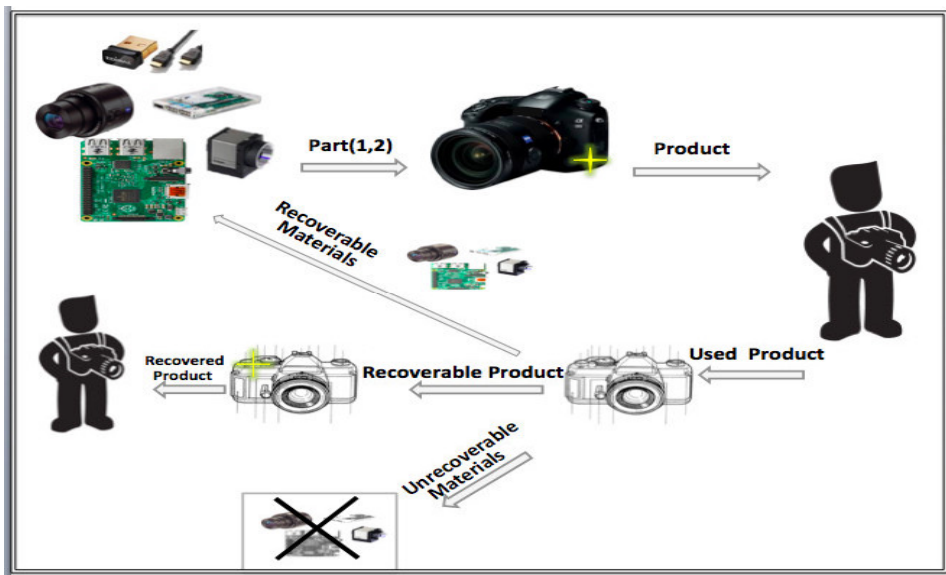 Part(1,2)
Product
Recoverable
Materials
Used Product
Recoverable Product
Recovered
Product
Unrecoverable
Materials